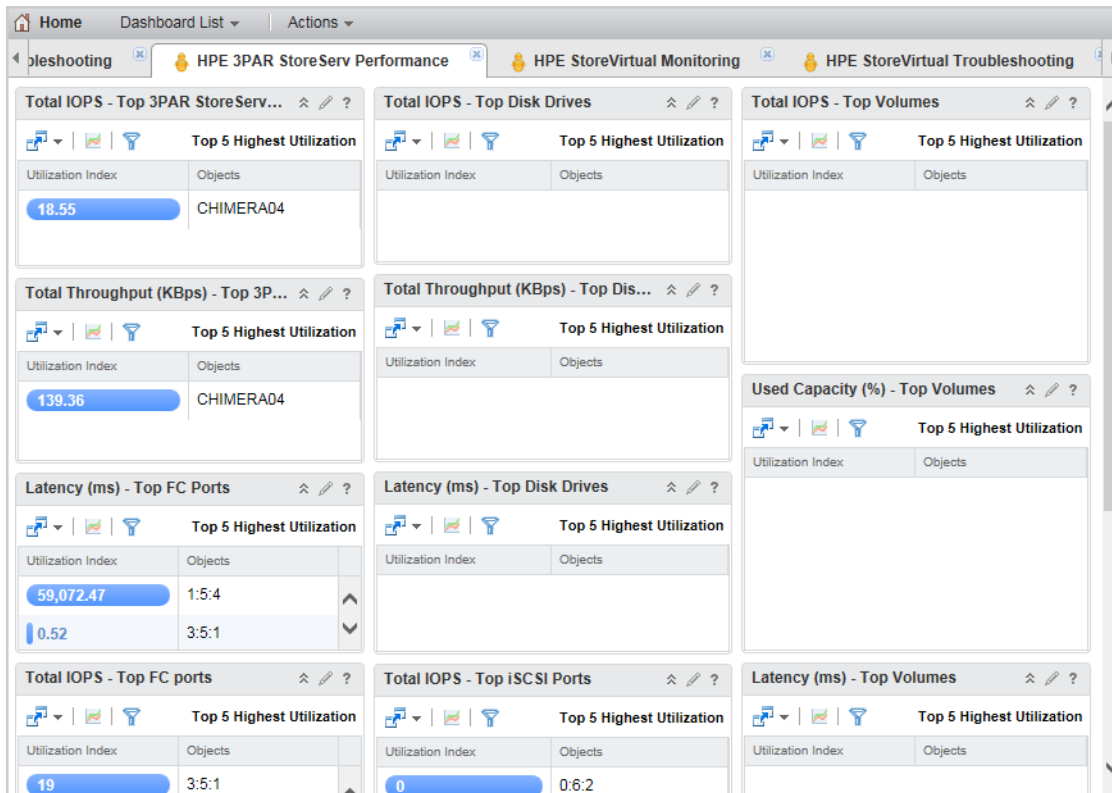 Home Dashboard List Actions
bleshooting HPE 3PAR StoreServ Performance HPE StoreVirtual Monitoring HPE StoreVirtual Troubleshooting
Total IOPS - Top 3PAR StoreServ... ?
Top 5 Highest Utilization
Utilization Index Objects
18.55 CHIMERA04
Total Throughput (KBps) - Top 3P... ?
Top 5 Highest Utilization
Utilization Index Objects
139.36 CHIMERA04
Latency (ms) - Top FC Ports ?
Top 5 Highest Utilization
Utilization Index Objects
59,072.47 1:5:4
0.52 3:5:1
Total IOPS - Top FC ports ?
Top 5 Highest Utilization
Utilization Index Objects
19 3:5:1
Total IOPS - Top Disk Drives ?
Top 5 Highest Utilization
Utilization Index Objects
Total Throughput (KBps) - Top Dis... ?
Top 5 Highest Utilization
Utilization Index Objects
Latency (ms) - Top Disk Drives ?
Top 5 Highest Utilization
Utilization Index Objects
Total IOPS - Top iSCSI Ports ?
Top 5 Highest Utilization
Utilization Index Objects
0 0:6:2
Total IOPS - Top Volumes ?
Top 5 Highest Utilization
Utilization Index Objects
Used Capacity (%) - Top Volumes ?
Top 5 Highest Utilization
Utilization Index Objects
Latency (ms) - Top Volumes ?
Top 5 Highest Utilization
Utilization Index Objects